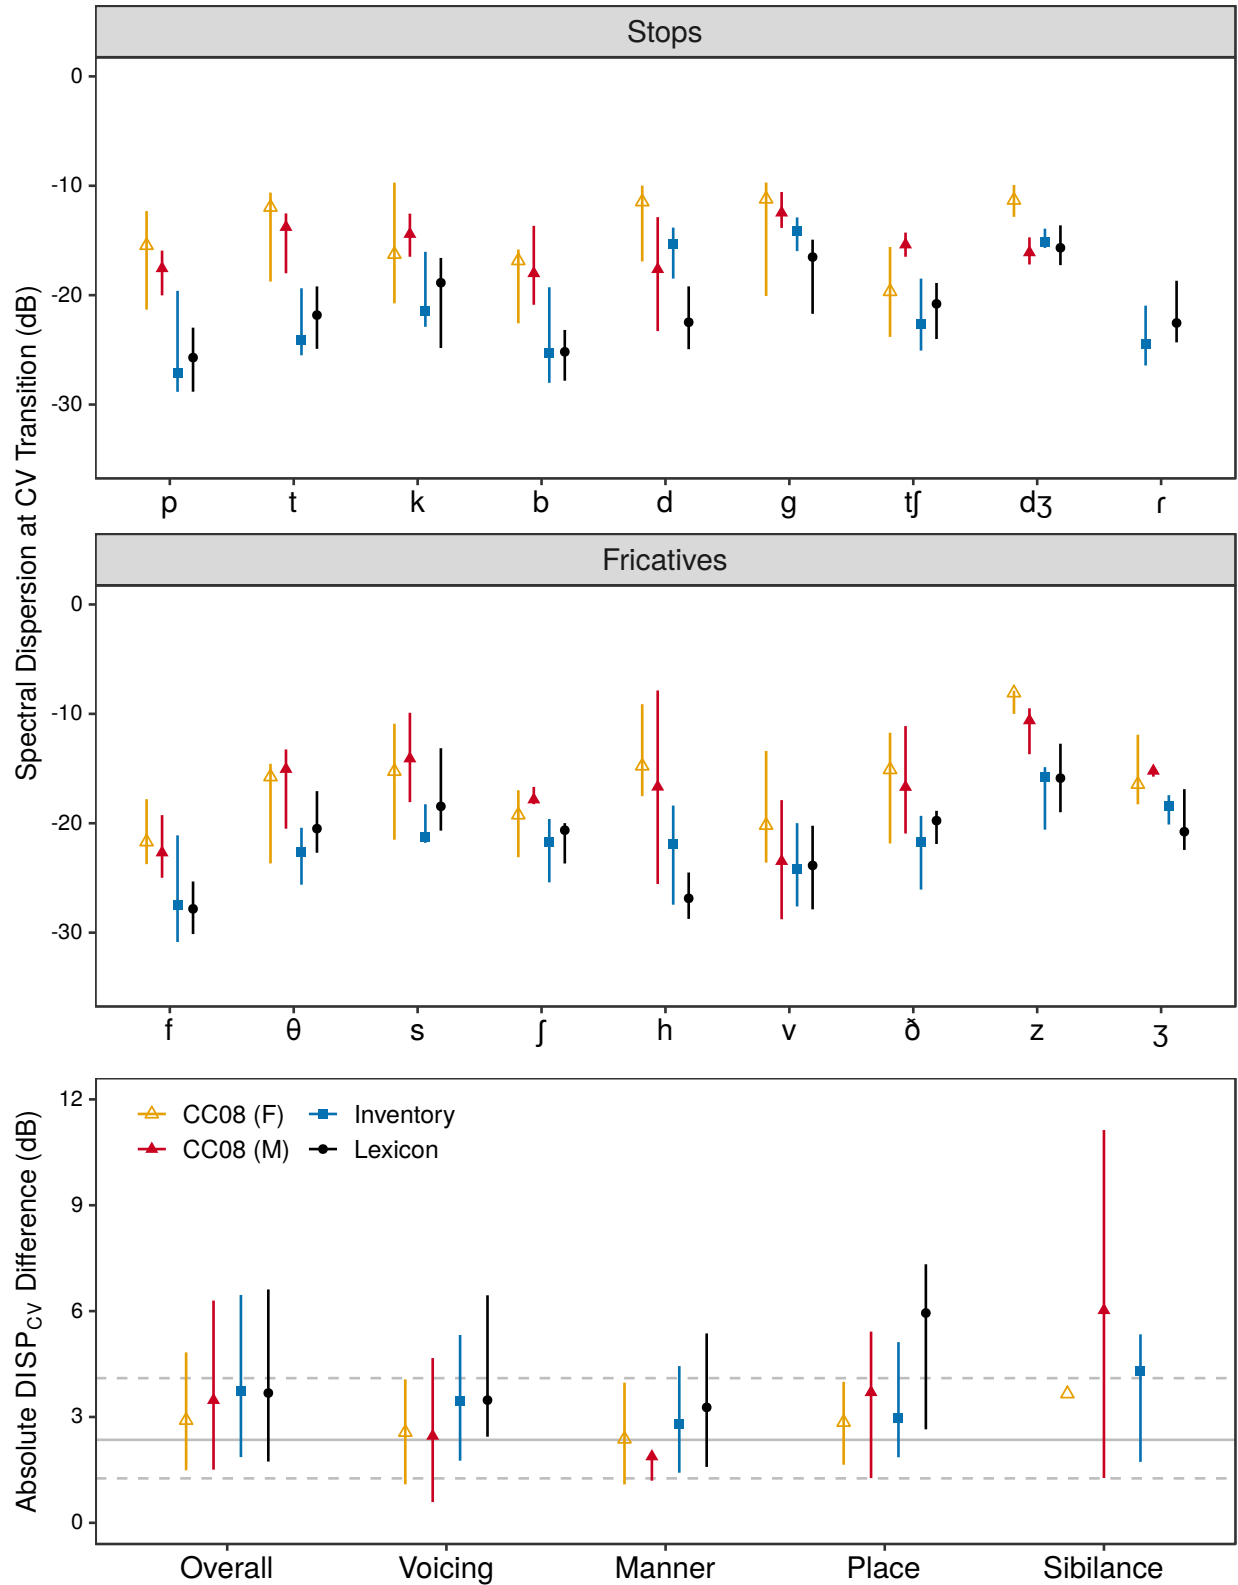 Stops
Spectral Dispersion at CV Transition (dB)
0
-10
-20
-30
p t k b d g tʃ dʒ ɾ
Fricatives
0
-10
-20
-30
f θ s ʃ h v ð z ʒ
Absolute DISP_CV Difference (dB)
12
9
6
3
0
CC08 (F) Inventory
CC08 (M) Lexicon
Overall Voicing Manner Place Sibilance